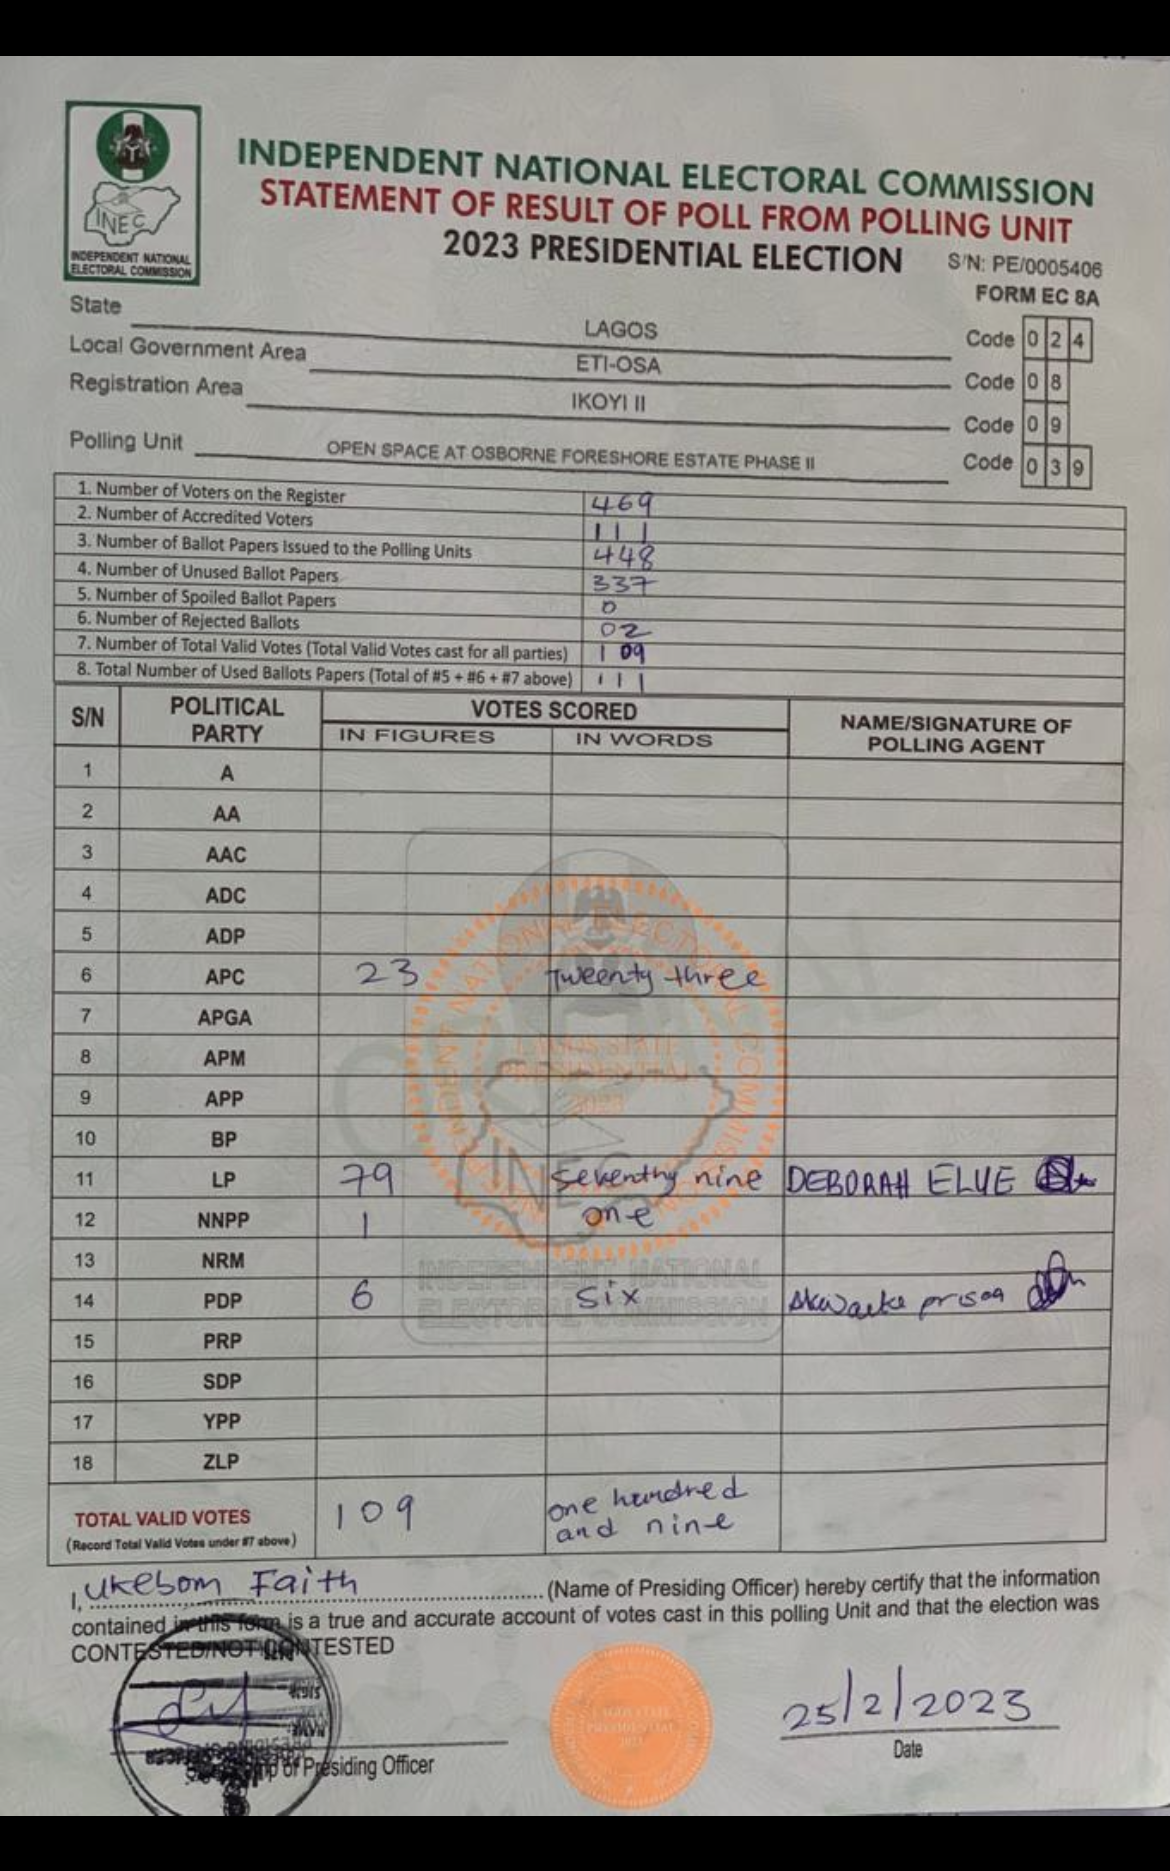 INEC
INDEPENDENT NATIONAL
ELECTORAL COMMISSION
INDEPENDENT NATIONAL ELECTORAL COMMISSION
STATEMENT OF RESULT OF POLL FROM POLLING UNIT
2023 PRESIDENTIAL ELECTION
S/N: PE/0005406
FORM EC 8A
State LAGOS Code 0 2 4
Local Government Area ETI-OSA Code 0 8
Registration Area IKOYI II Code 0 9
Polling Unit OPEN SPACE AT OSBORNE FORESHORE ESTATE PHASE II Code 0 3 9
1. Number of Voters on the Register 469
2. Number of Accredited Voters 111
3. Number of Ballot Papers Issued to the Polling Units 448
4. Number of Unused Ballot Papers 337
5. Number of Spoiled Ballot Papers 0
6. Number of Rejected Ballots 02
7. Number of Total Valid Votes (Total Valid Votes cast for all parties) 109
8. Total Number of Used Ballots Papers (Total of #5 + #6 + #7 above) 111
S/N POLITICAL PARTY VOTES SCORED NAME/SIGNATURE OF POLLING AGENT
IN FIGURES IN WORDS
1 A
2 AA
3 AAC
4 ADC
5 ADP
6 APC 23 Tweenty three
7 APGA
8 APM
9 APP
10 BP
11 LP 79 Seventhy nine DEBORAH ELUE
12 NNPP 1 one
13 NRM
14 PDP 6 Six
15 PRP
16 SDP
17 YPP
18 ZLP
TOTAL VALID VOTES 109 one hundred
(Record Total Valid Votes under #7 above) and nine
INEC
INDEPENDENT NATIONAL
ELECTORAL COMMISSION
LAGOS STATE
PRESIDENTIAL
2023
I, Ukebom Faith (Name of Presiding Officer) hereby certify that the information
contained in this form is a true and accurate account of votes cast in this polling Unit and that the election was
CONTESTED/NOT CONTESTED
LAGOS STATE
PRESIDENTIAL
2023
25/2/2023
of Presiding Officer
Date